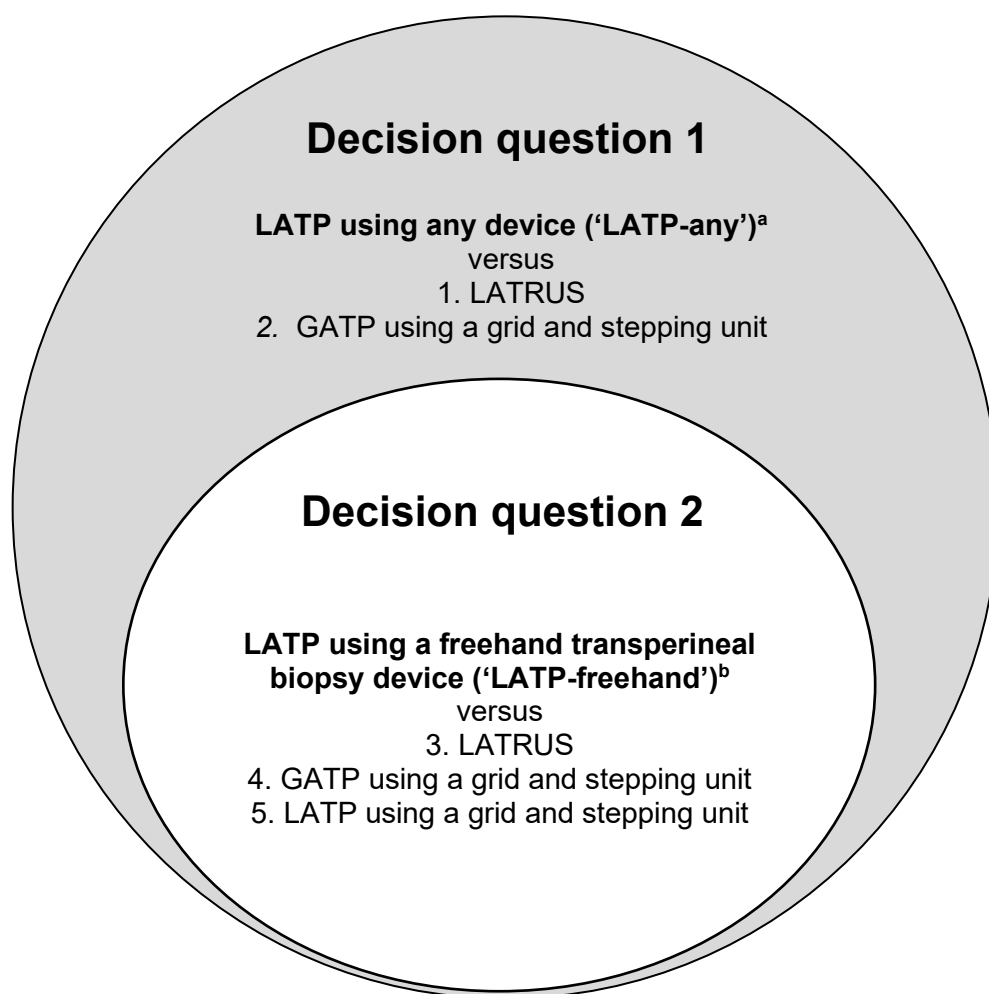 Decision question 1
LATP using any device (‘LATP-any’)ᵃ
versus
1. LATRUS
2. GATP using a grid and stepping unit
Decision question 2
LATP using a freehand transperineal
biopsy device (‘LATP-freehand’)ᵇ
versus
3. LATRUS
4. GATP using a grid and stepping unit
5. LATP using a grid and stepping unit